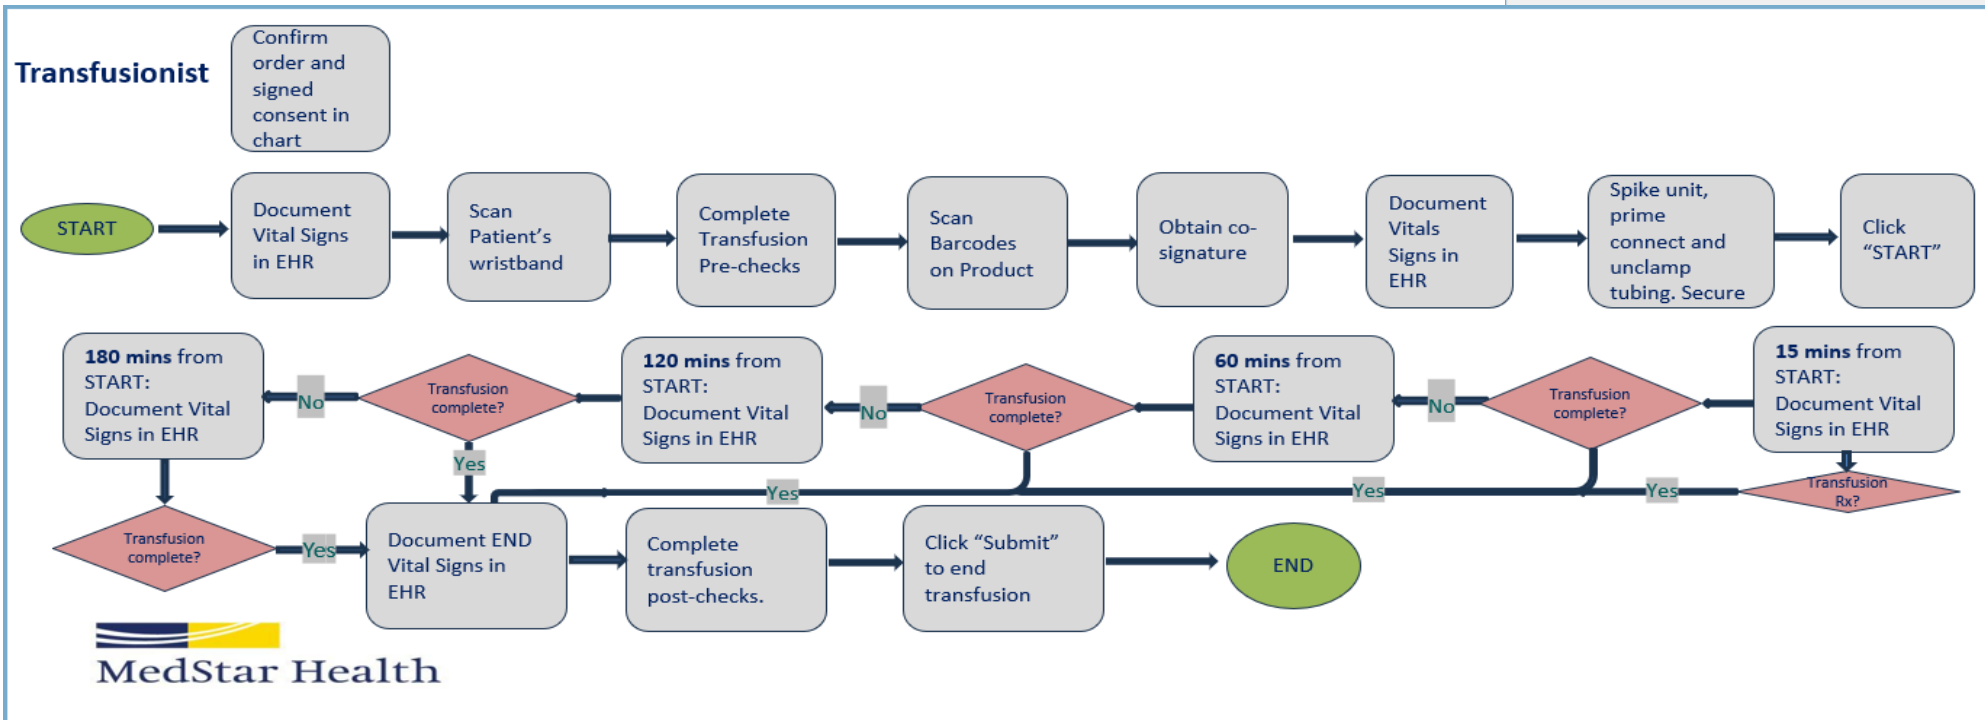 Transfusionist
Confirm
order and
signed
consent in
chart
START
Document
Vital Signs
in EHR
Scan
Patient's
wristband
Complete
Transfusion
Pre-checks
Scan
Barcodes
on Product
Obtain co-
signature
Document
Vitals
Signs in
EHR
Spike unit,
prime
connect and
unclamp
tubing. Secure
Click
“START”
15 mins from
START:
Document Vital
Signs in EHR
Transfusion
Rx?
Yes
Transfusion
complete?
No
Yes
60 mins from
START:
Document Vital
Signs in EHR
Transfusion
complete?
No
Yes
120 mins from
START:
Document Vital
Signs in EHR
Transfusion
complete?
No
Yes
180 mins from
START:
Document Vital
Signs in EHR
Transfusion
complete?
Yes
Document END
Vital Signs in
EHR
Complete
transfusion
post-checks.
Click “Submit”
to end
transfusion
END
MedStar Health